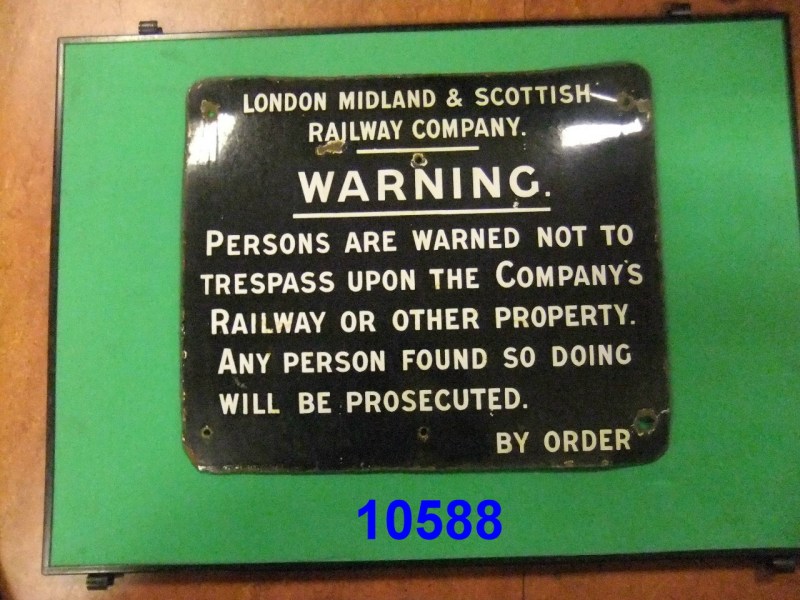 LONDON MIDLAND & SCOTTISH
RAILWAY COMPANY.
WARNING.
PERSONS ARE WARNED NOT TO
TRESPASS UPON THE COMPANY'S
RAILWAY OR OTHER PROPERTY.
ANY PERSON FOUND SO DOING
WILL BE PROSECUTED.
BY ORDER
10588